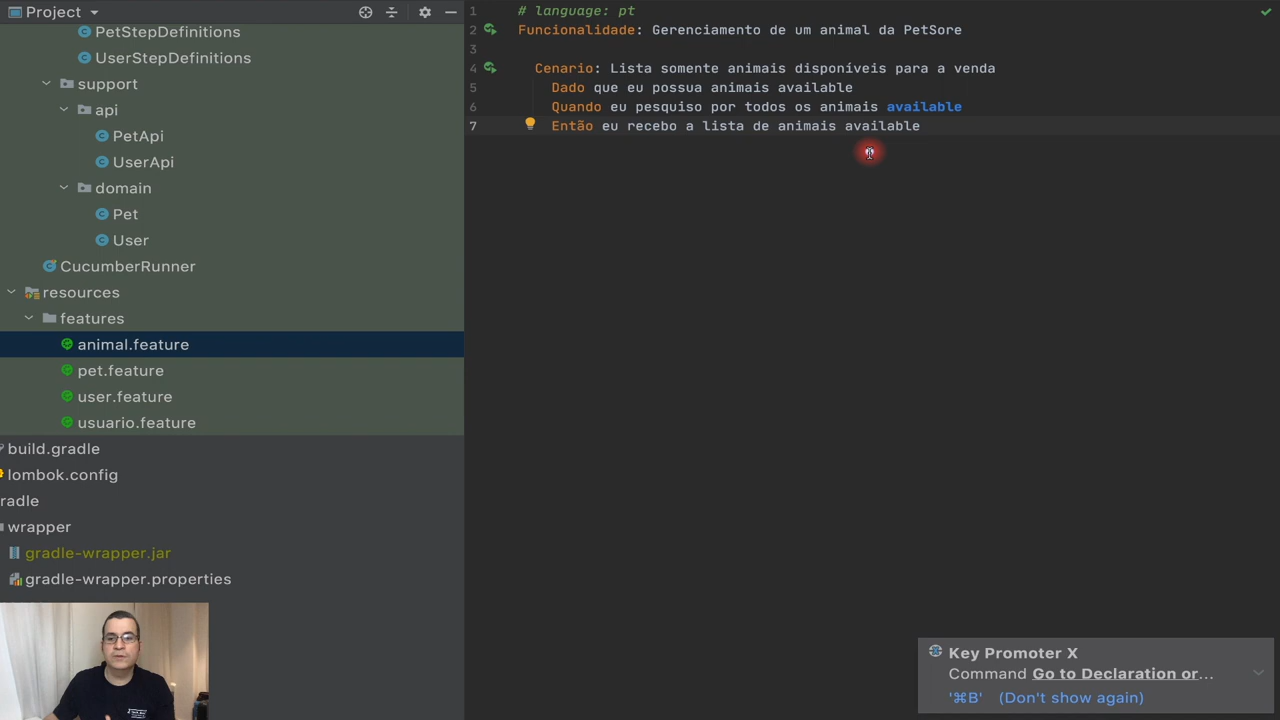 Project
PetStepDefinitions
UserStepDefinitions
support
api
PetApi
UserApi
domain
Pet
User
CucumberRunner
resources
features
animal.feature
pet.feature
user.feature
usuario.feature
build.gradle
lombok.config
radle
wrapper
gradle-wrapper.jar
gradle-wrapper.properties
1 # language: pt
2 Funcionalidade: Gerenciamento de um animal da PetSore
3
4 Cenario: Lista somente animais disponíveis para a venda
5 Dado que eu possua animais available
6 Quando eu pesquiso por todos os animais available
7 Então eu recebo a lista de animais available
Key Promoter X
Command Go to Declaration or...
'⌘B' (Don't show again)